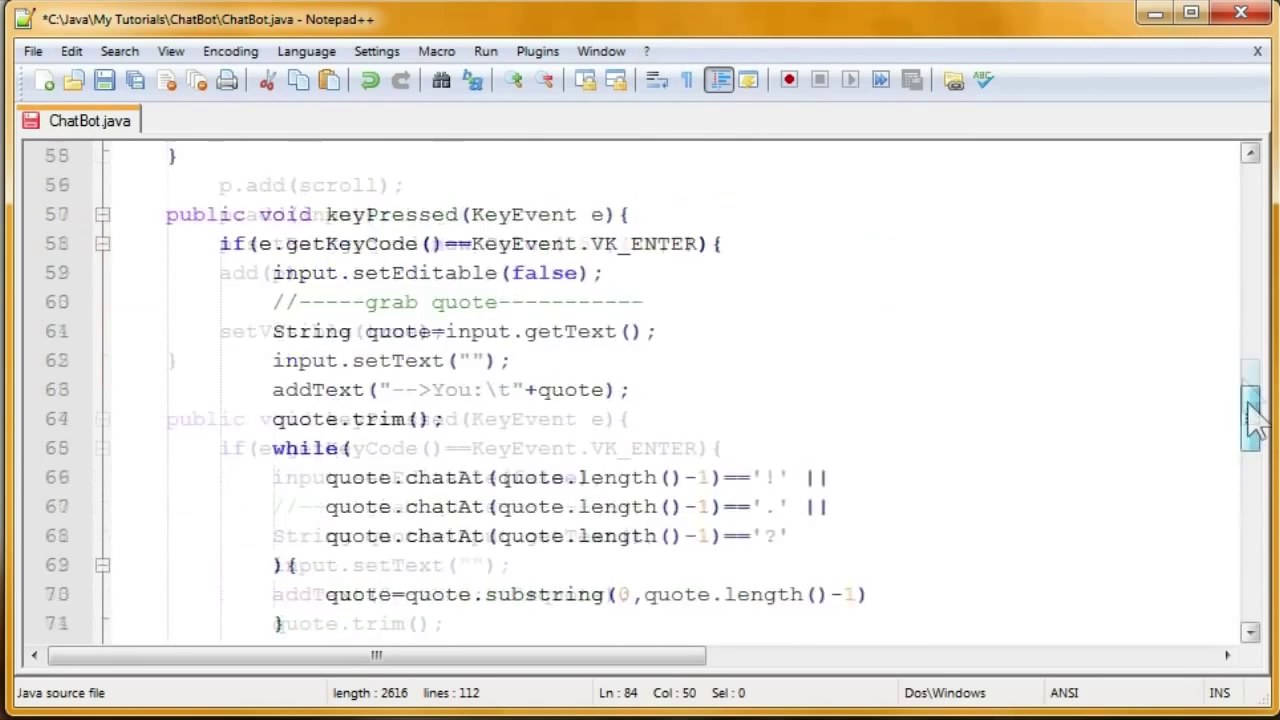 *C:\Java\My Tutorials\ChatBot\ChatBot.java - Notepad++
File Edit Search View Encoding Language Settings Macro Run Plugins Window ? X
ChatBot.java
55 }
56 p.add(scroll);
57 public void keyPressed(KeyEvent e){
58 if(e.getKeyCode()==KeyEvent.VK_ENTER){
59 input.setEditable(false);
60 //-----grab quote-----------
61 String quote=input.getText();
62 input.setText("");
63 addText("-->You:\t"+quote);
64 quote.trim();
65 while(
66 quote.chatAt(quote.length()-1)=='!' ||
67 quote.chatAt(quote.length()-1)=='.' ||
68 quote.chatAt(quote.length()-1)=='?'
69 ){
70 quote=quote.substring(0,quote.length()-1)
71 }
Java source file length : 2616 lines : 112 Ln : 84 Col : 50 Sel : 0 Dos\Windows ANSI INS